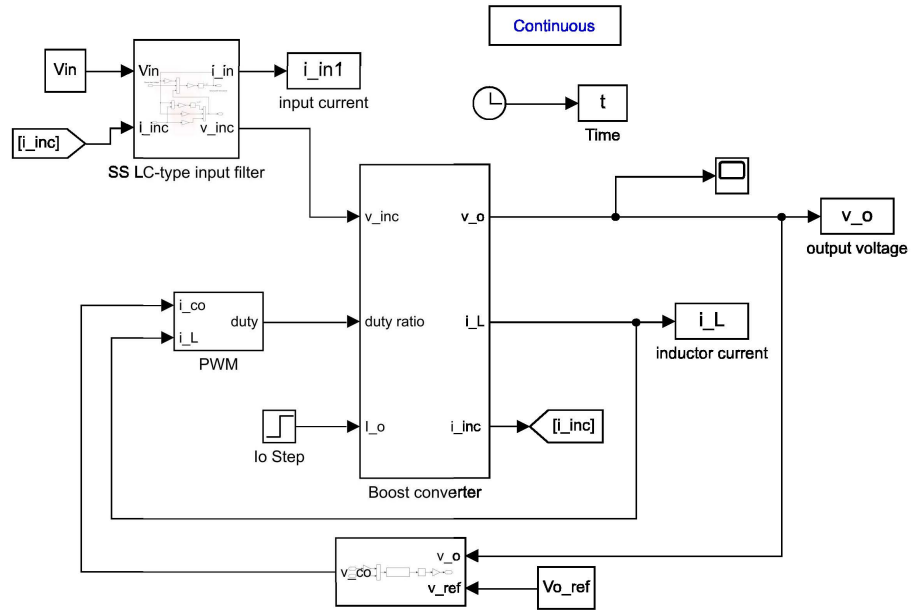 Continuous
Vin
Vin
i_in
i_in1
input current
[i_inc]
i_inc
v_inc
SS LC-type input filter
t
Time
v_inc
v_o
v_o
output voltage
i_co
i_L
duty
PWM
duty ratio
i_L
i_L
inductor current
Io Step
I_o
i_inc
[i_inc]
Boost converter
v_co
v_o
v_ref
Vo_ref